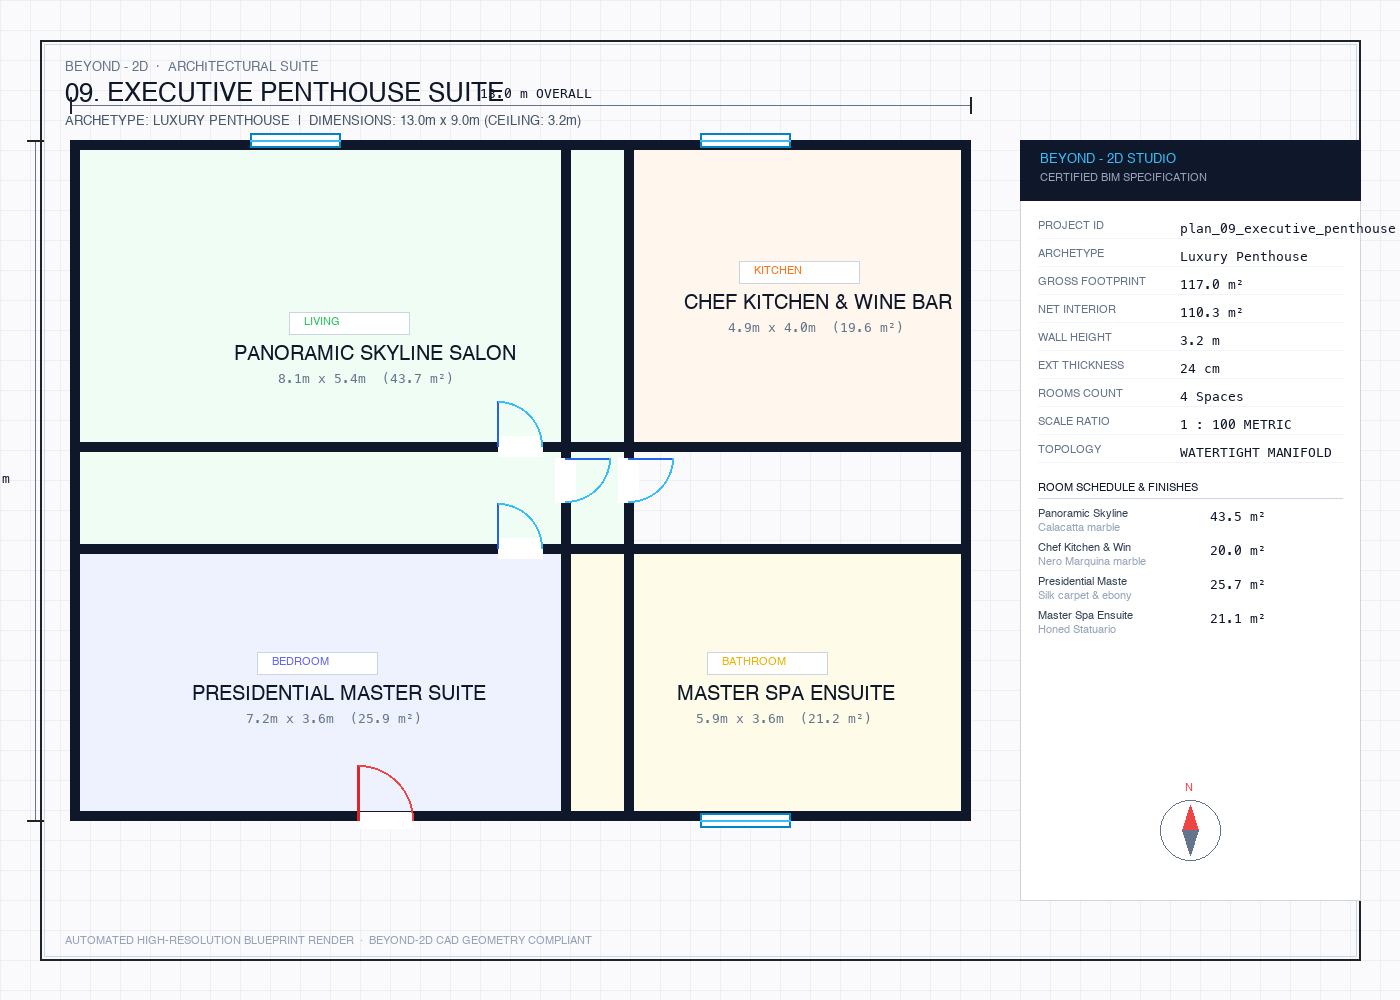 BEYOND - 2D · ARCHITECTURAL SUITE
09. EXECUTIVE PENTHOUSE SUITE
13.0 m OVERALL
ARCHETYPE: LUXURY PENTHOUSE | DIMENSIONS: 13.0m x 9.0m (CEILING: 3.2m)
LIVING
PANORAMIC SKYLINE SALON
8.1m x 5.4m (43.7 m²)
KITCHEN
CHEF KITCHEN & WINE BAR
4.9m x 4.0m (19.6 m²)
m
BEDROOM
PRESIDENTIAL MASTER SUITE
7.2m x 3.6m (25.9 m²)
BATHROOM
MASTER SPA ENSUITE
5.9m x 3.6m (21.2 m²)
BEYOND - 2D STUDIO
CERTIFIED BIM SPECIFICATION
PROJECT ID plan_09_executive_penthouse
ARCHETYPE Luxury Penthouse
GROSS FOOTPRINT 117.0 m²
NET INTERIOR 110.3 m²
WALL HEIGHT 3.2 m
EXT THICKNESS 24 cm
ROOMS COUNT 4 Spaces
SCALE RATIO 1 : 100 METRIC
TOPOLOGY WATERTIGHT MANIFOLD
ROOM SCHEDULE & FINISHES
Panoramic Skyline 43.5 m²
Calacatta marble
Chef Kitchen & Win 20.0 m²
Nero Marquina marble
Presidential Maste 25.7 m²
Silk carpet & ebony
Master Spa Ensuite 21.1 m²
Honed Statuario
N
AUTOMATED HIGH-RESOLUTION BLUEPRINT RENDER · BEYOND-2D CAD GEOMETRY COMPLIANT